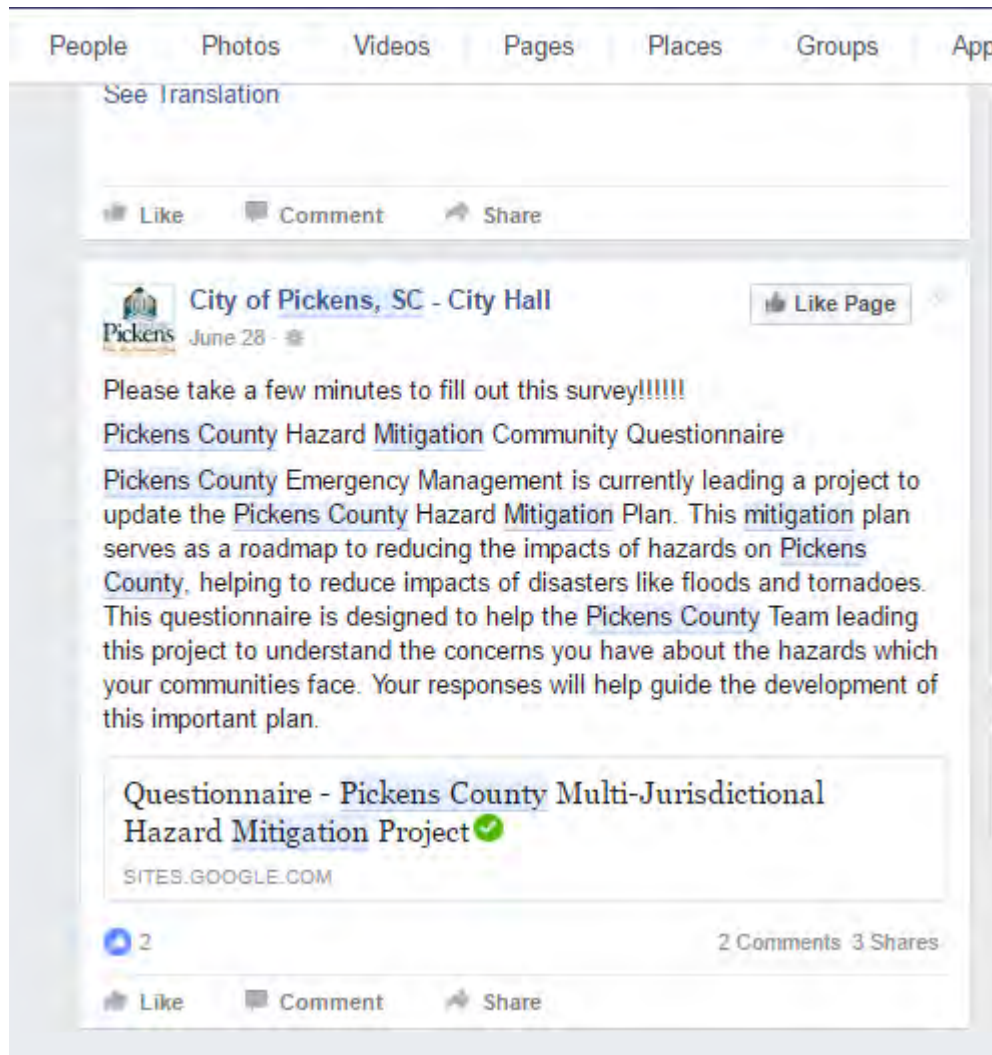 People Photos Videos Pages Places Groups App
See Translation
Like Comment Share
City of Pickens, SC - City Hall
Like Page
Pickens
June 28
Please take a few minutes to fill out this survey!!!!!!
Pickens County Hazard Mitigation Community Questionnaire
Pickens County Emergency Management is currently leading a project to
update the Pickens County Hazard Mitigation Plan. This mitigation plan
serves as a roadmap to reducing the impacts of hazards on Pickens
County, helping to reduce impacts of disasters like floods and tornadoes.
This questionnaire is designed to help the Pickens County Team leading
this project to understand the concerns you have about the hazards which
your communities face. Your responses will help guide the development of
this important plan.
Questionnaire - Pickens County Multi-Jurisdictional
Hazard Mitigation Project
SITES.GOOGLE.COM
2
2 Comments 3 Shares
Like Comment Share